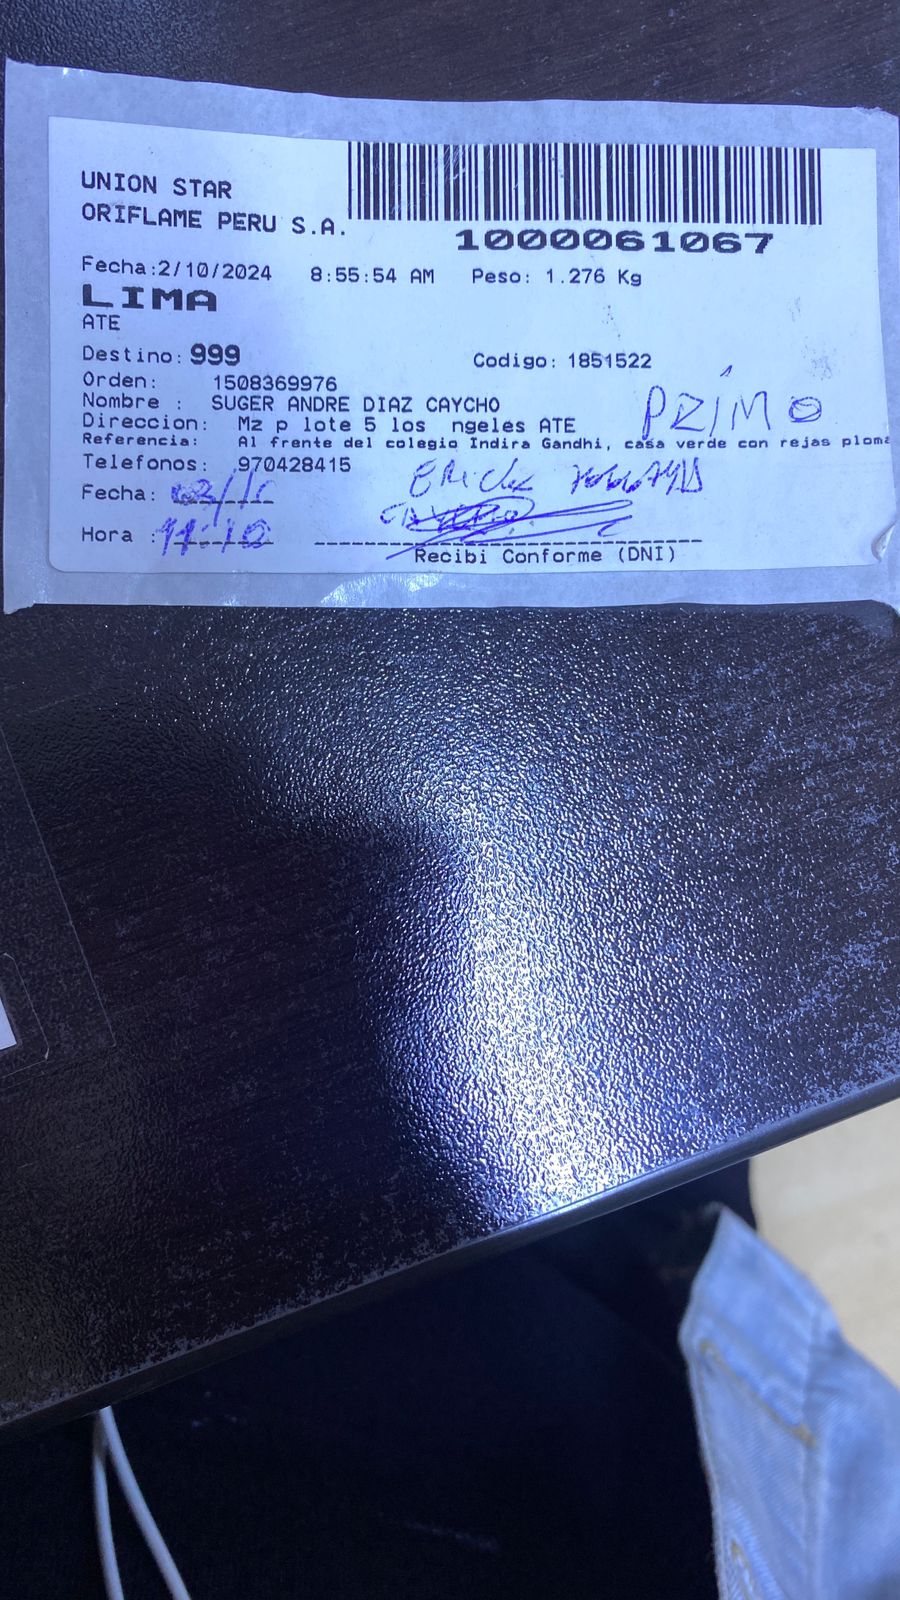 UNION STAR
ORIFLAME PERU S.A.
1000061067
Fecha:2/10/2024 8:55:54 AM Peso: 1.276 Kg
LIMA
ATE
Destino: 999 Codigo: 1851522
Orden: 1508369976
Nombre : SUGER ANDRE DIAZ CAYCHO
Direccion: Mz p lote 5 los ngeles ATE
PRIMO
Referencia: Al frente del colegio Indira Gandhi, casa verde con rejas ploma
Telefonos: 970428415
Erick
Fecha:
Hora : 11:10
Recibi Conforme (DNI)